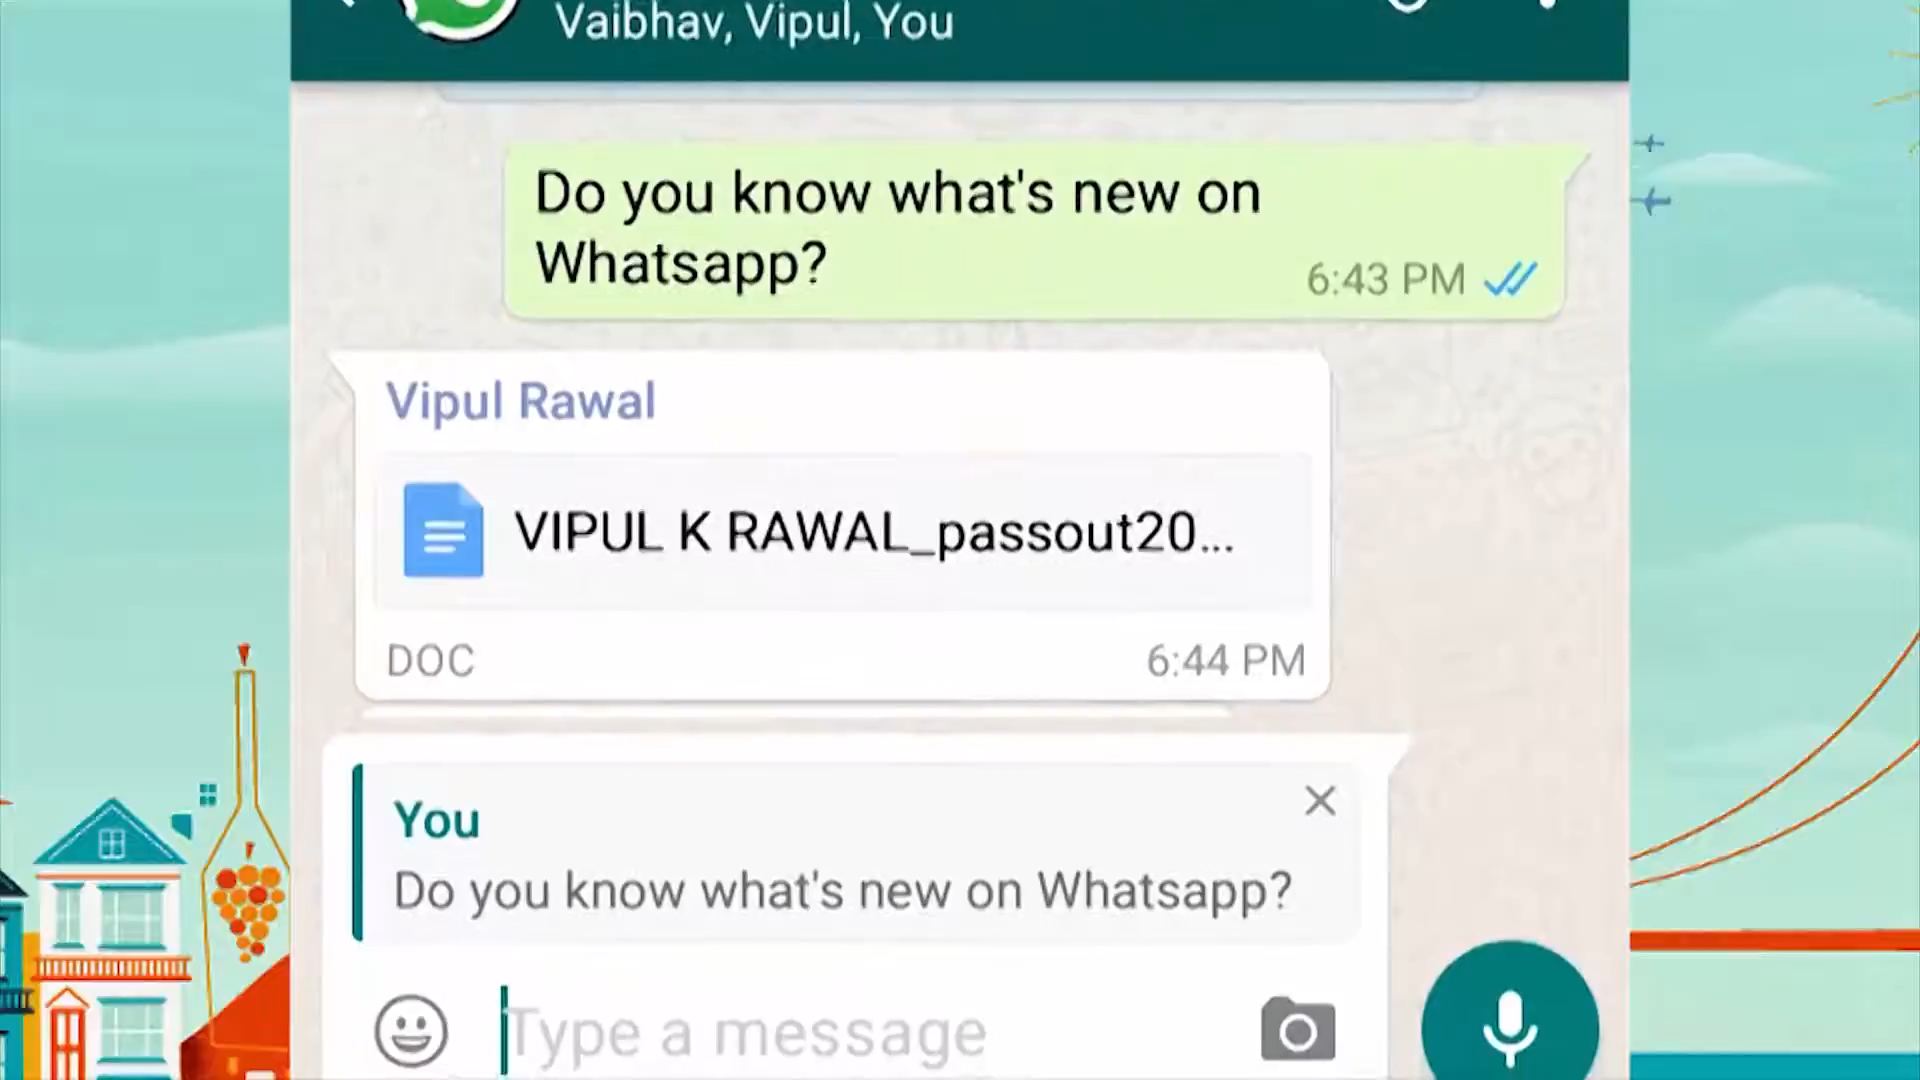 Vaibhav, Vipul, You
Do you know what's new on
Whatsapp?
6:43 PM
Vipul Rawal
VIPUL K RAWAL_passout20...
DOC
6:44 PM
You
Do you know what's new on Whatsapp?
Type a message